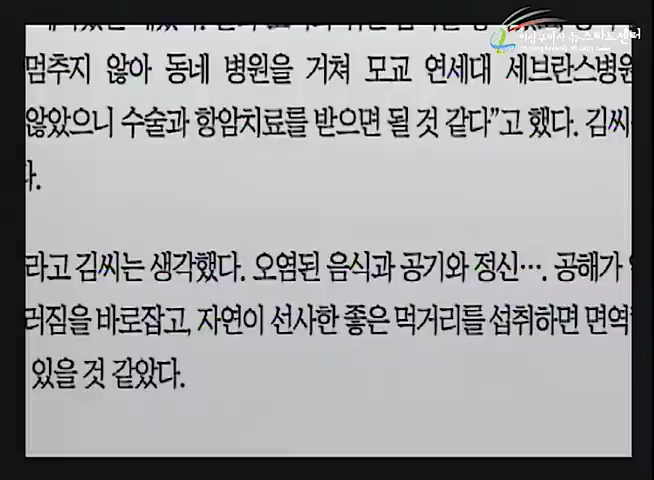 멈추지 않아 동네 병원을 거쳐 모교 연세대 세브란스병원
않았으니 수술과 항암치료를 받으면 될 것 같다”고 했다. 김씨
다.
라고 김씨는 생각했다. 오염된 음식과 공기와 정신…. 공해가
러짐을 바로잡고, 자연이 선사한 좋은 먹거리를 섭취하면 면역
있을 것 같았다.